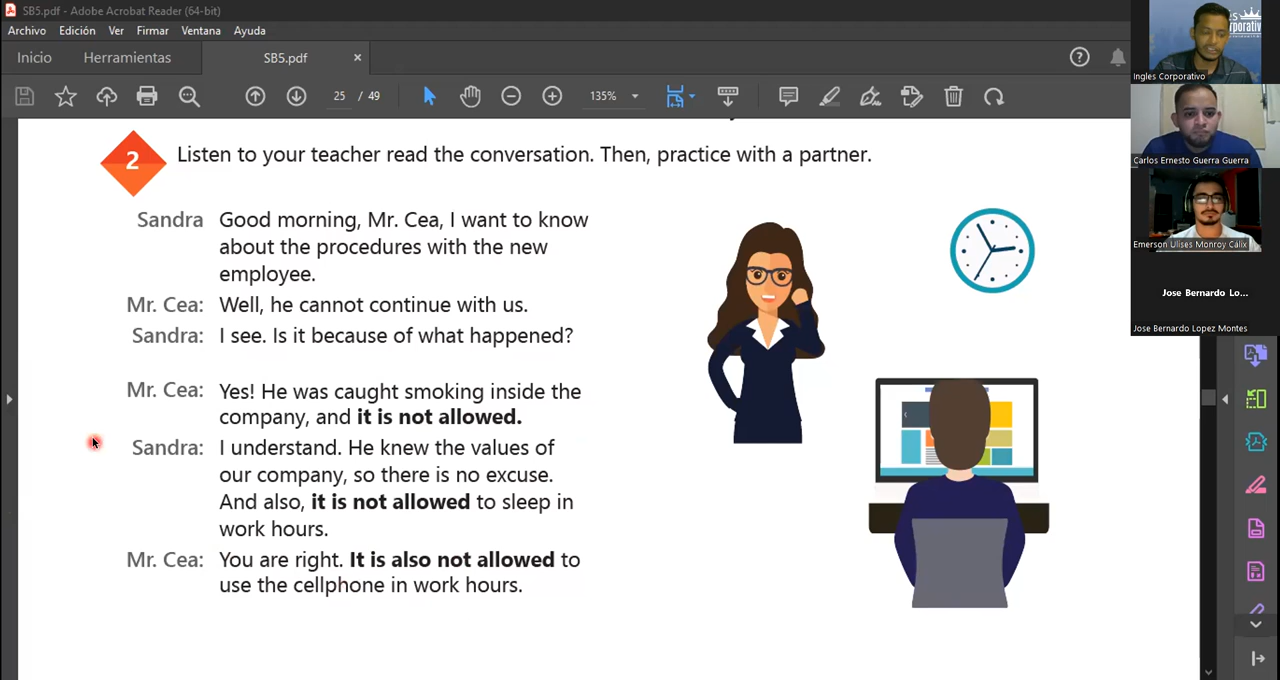 SB5.pdf - Adobe Acrobat Reader (64-bit)
Archivo Edición Ver Firmar Ventana Ayuda
Inicio Herramientas SB5.pdf
25 / 49 135%
2 Listen to your teacher read the conversation. Then, practice with a partner.
Sandra Good morning, Mr. Cea, I want to know
about the procedures with the new
employee.
Mr. Cea: Well, he cannot continue with us.
Sandra: I see. Is it because of what happened?
Mr. Cea: Yes! He was caught smoking inside the
company, and it is not allowed.
Sandra: I understand. He knew the values of
our company, so there is no excuse.
And also, it is not allowed to sleep in
work hours.
Mr. Cea: You are right. It is also not allowed to
use the cellphone in work hours.
Ingles Corporativo
Carlos Ernesto Guerra Guerra
Emerson Ulises Monroy Cálix
Jose Bernardo Lo...
Jose Bernardo Lopez Montes